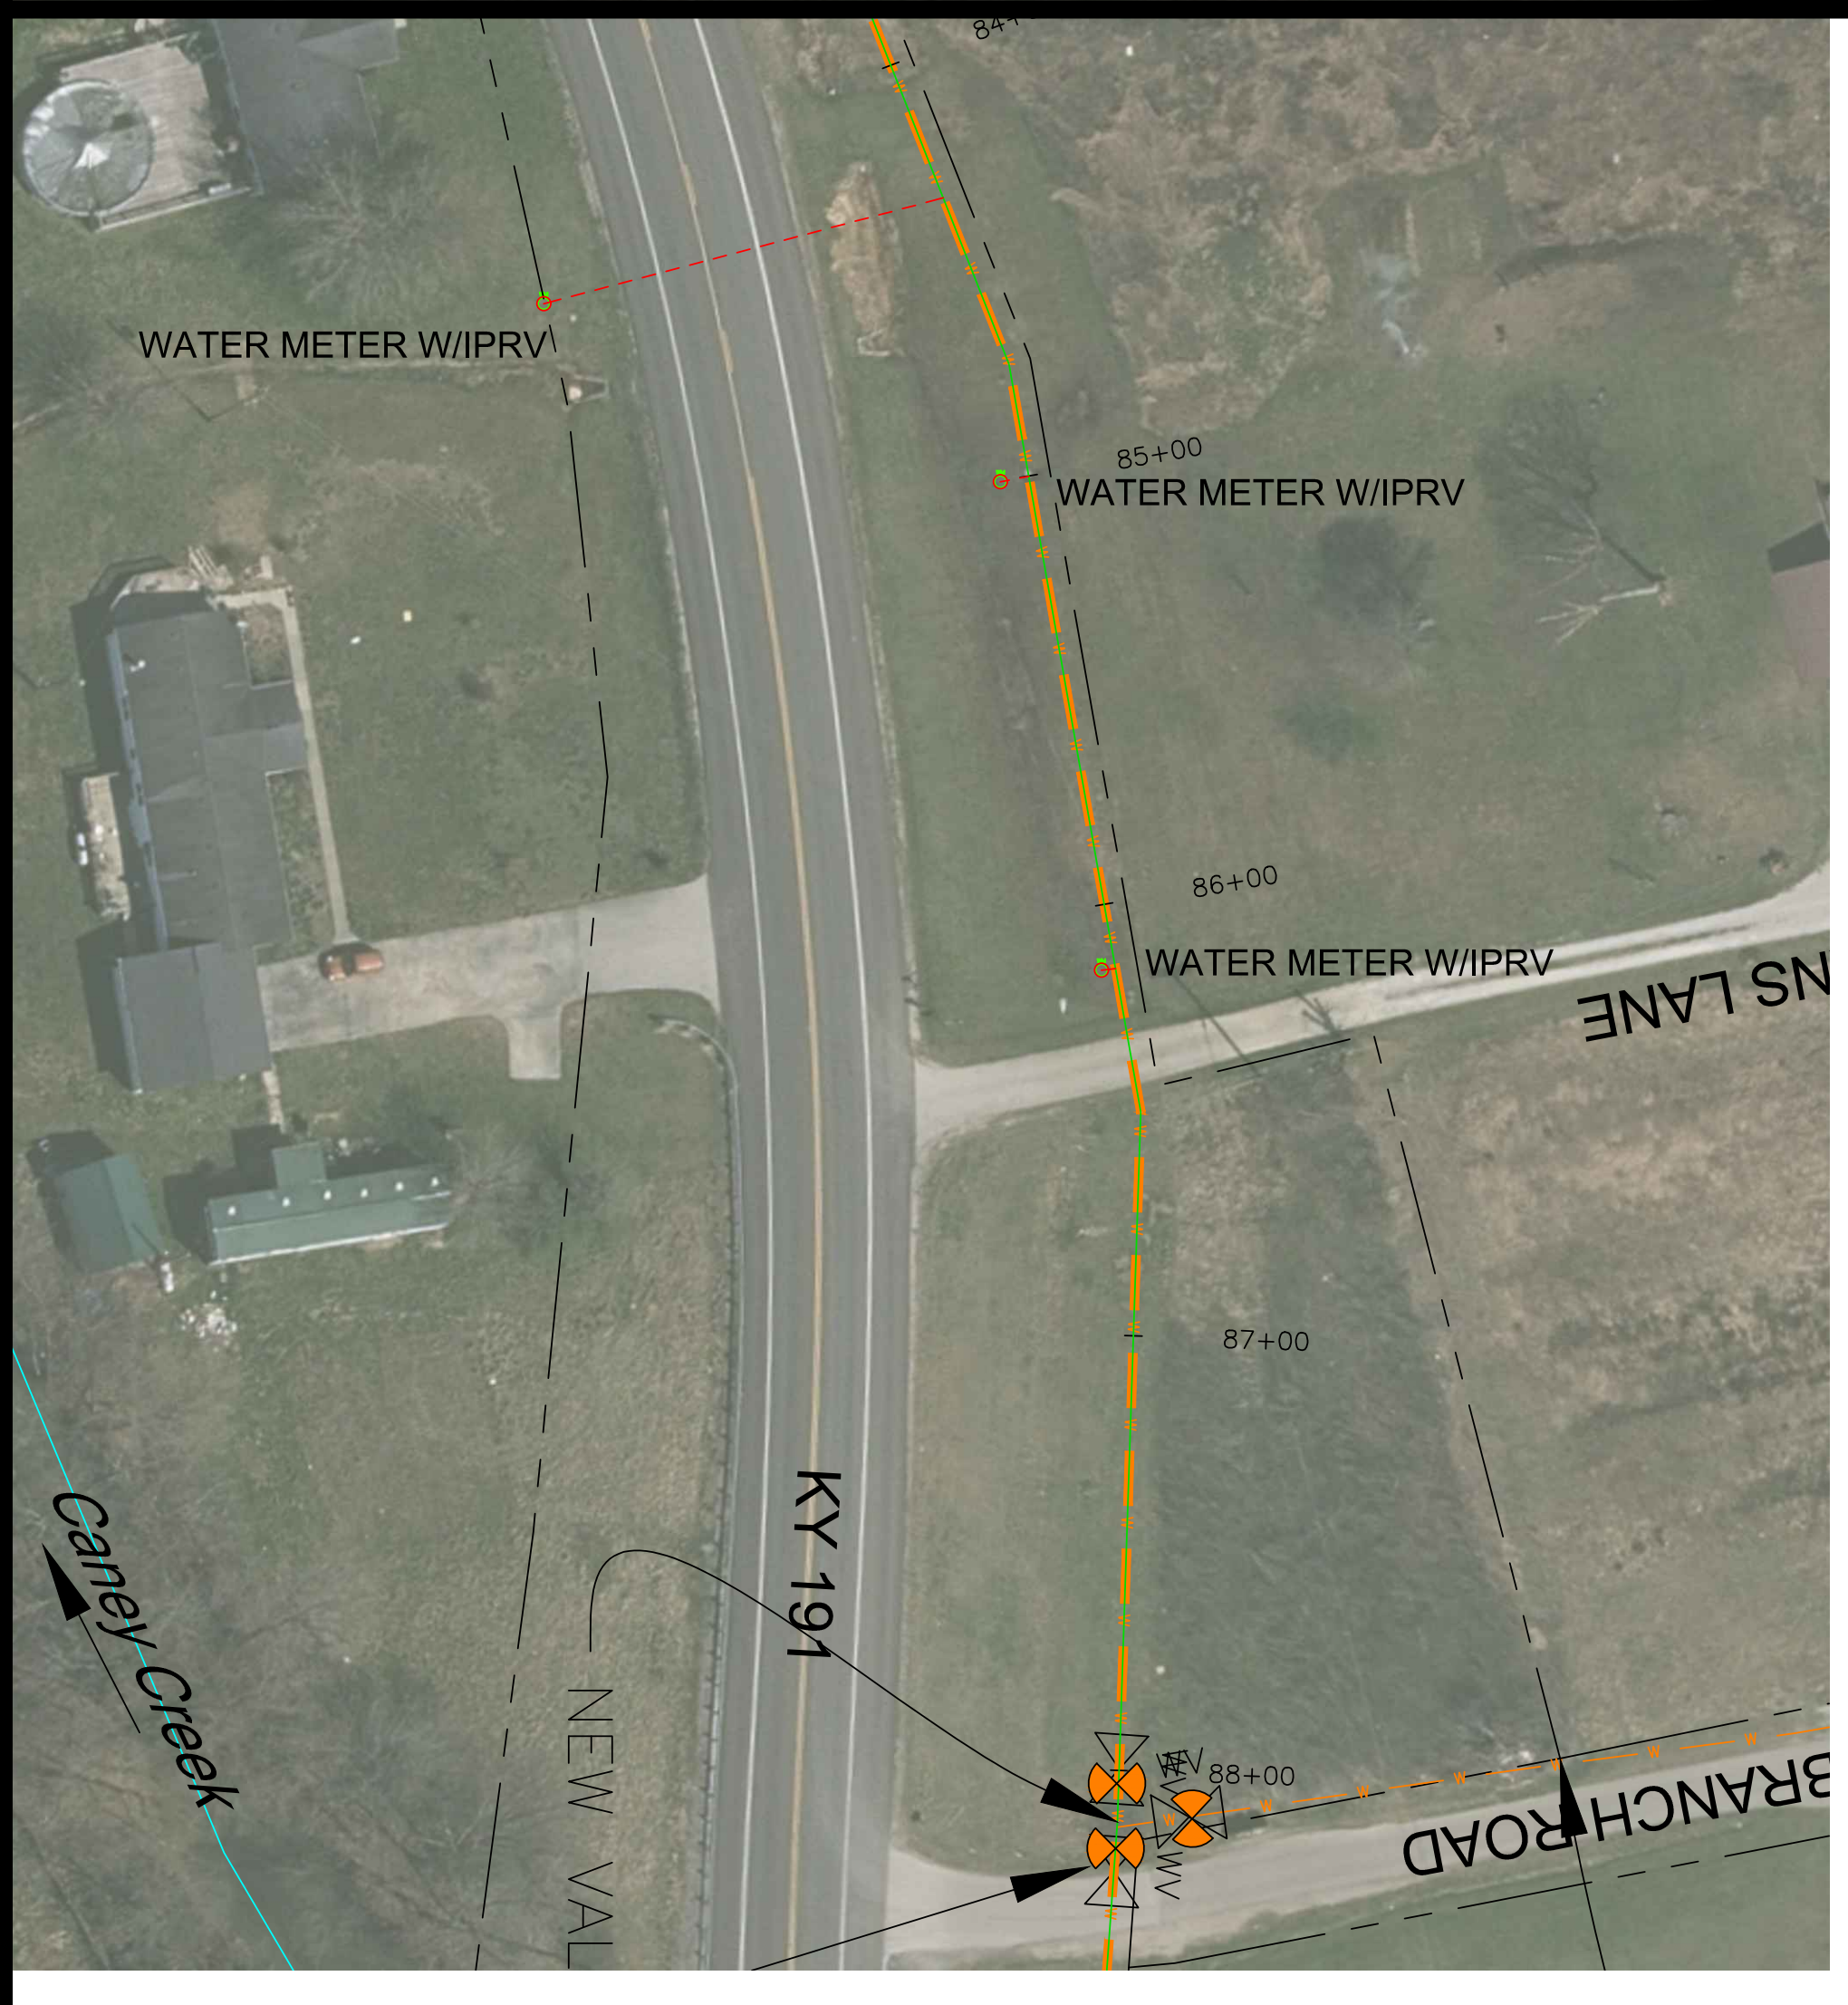 WATER METER W/IPRV
85+00
WATER METER W/IPRV
86+00
WATER METER W/IPRV
NS LANE
87+00
KY 191
Caney Creek
NEW VAL
88+00
W W W W W W
BRANCH ROAD